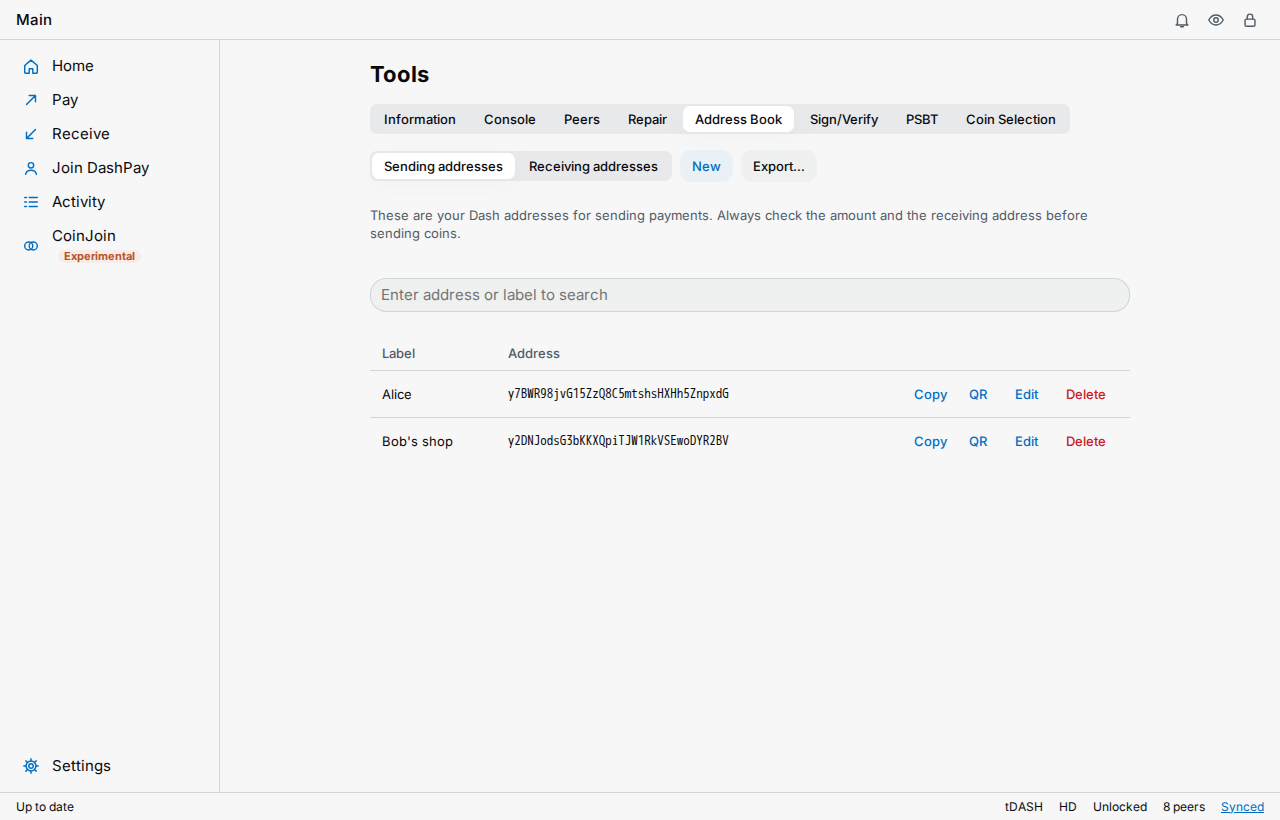 Main
Home
Pay
Receive
Join DashPay
Activity
CoinJoin
Experimental
Settings
Tools
Information Console Peers Repair Address Book Sign/Verify PSBT Coin Selection
Sending addresses Receiving addresses New Export...
These are your Dash addresses for sending payments. Always check the amount and the receiving address before
sending coins.
Enter address or label to search
Label Address
Alice y7BWR98jvG15ZzQ8C5mtshsHXHh5ZnpxdG Copy QR Edit Delete
Bob's shop y2DNJodsG3bKKXQpiTJW1RkVSEwoDYR2BV Copy QR Edit Delete
Up to date tDASH HD Unlocked 8 peers Synced